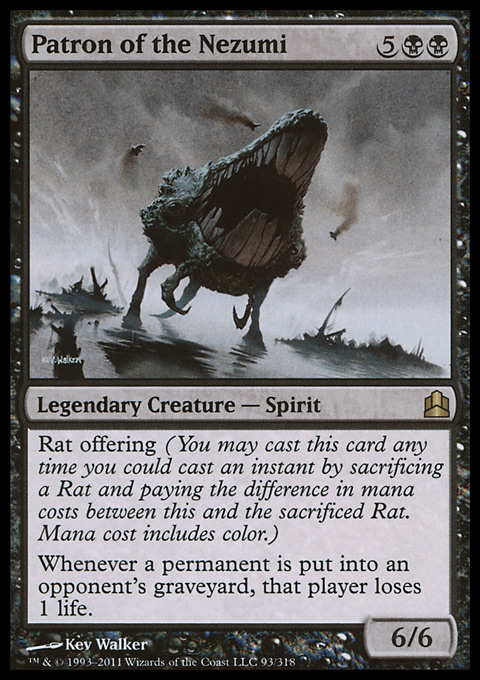 Patron of the Nezumi 5
KEV WALKER
Legendary Creature — Spirit
Rat offering (You may cast this card any
time you could cast an instant by sacrificing
a Rat and paying the difference in mana
costs between this and the sacrificed Rat.
Mana cost includes color.)
Whenever a permanent is put into an
opponent's graveyard, that player loses
1 life.
Kev Walker
6/6
™ & © 1993–2011 Wizards of the Coast LLC 93/318